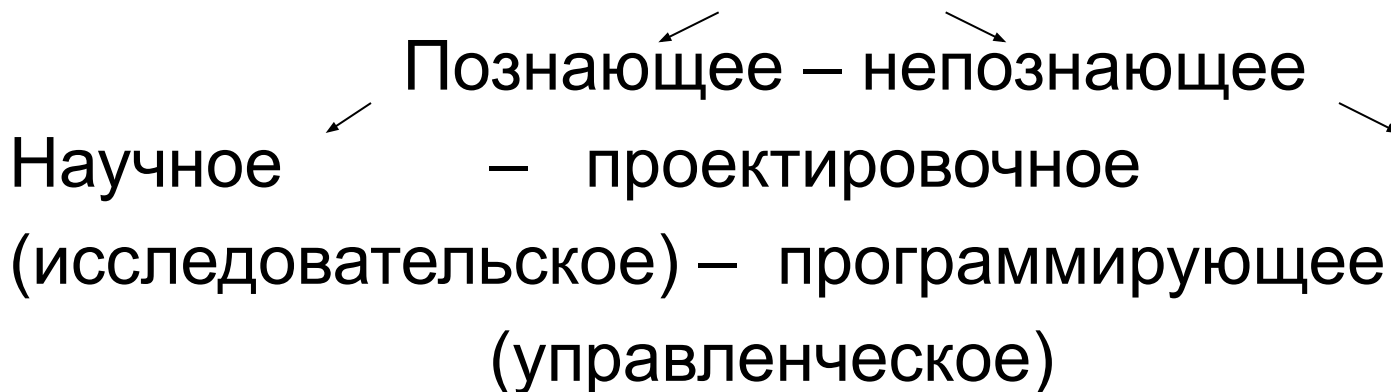 Познающее – непознающее
Научное – проектировочное
(исследовательское) – программирующее
(управленческое)